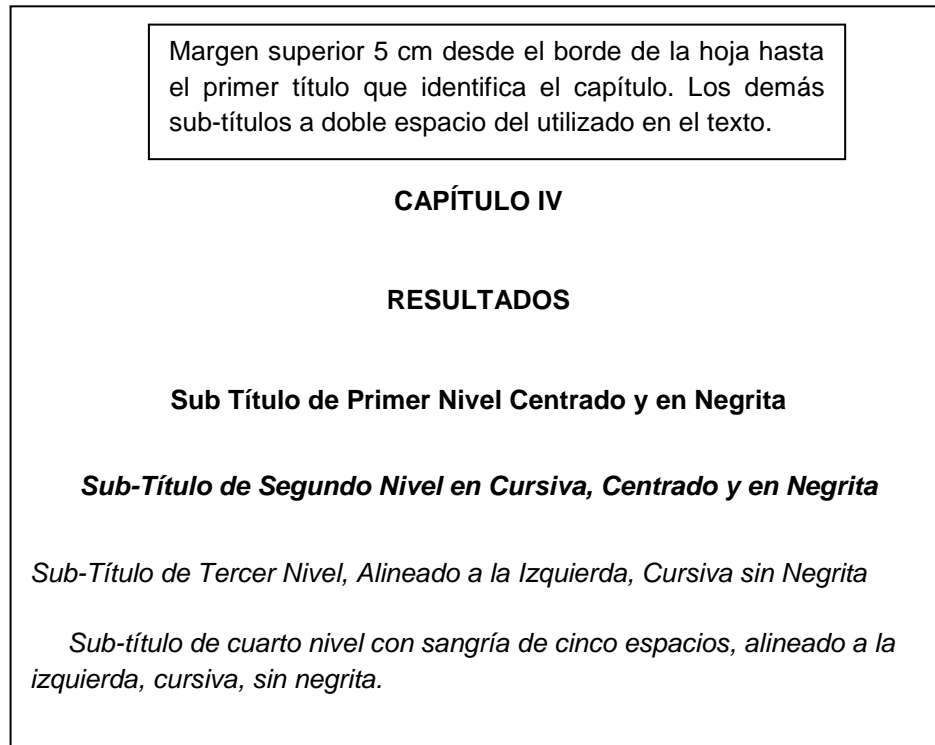 Margen superior 5 cm desde el borde de la hoja hasta
el primer título que identifica el capítulo. Los demás
sub-títulos a doble espacio del utilizado en el texto.
CAPÍTULO IV
RESULTADOS
Sub Título de Primer Nivel Centrado y en Negrita
Sub-Título de Segundo Nivel en Cursiva, Centrado y en Negrita
Sub-Título de Tercer Nivel, Alineado a la Izquierda, Cursiva sin Negrita
Sub-título de cuarto nivel con sangría de cinco espacios, alineado a la
izquierda, cursiva, sin negrita.